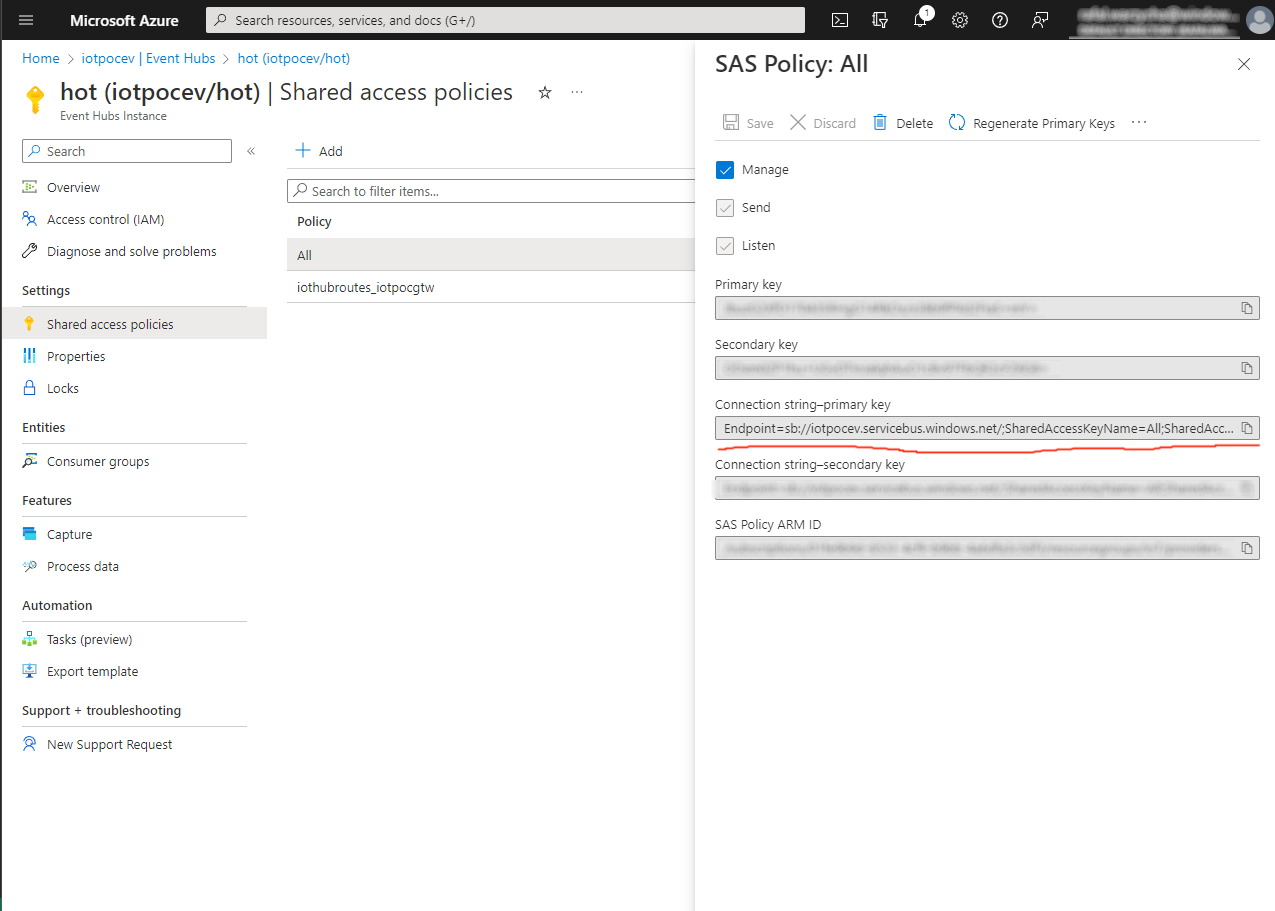 Microsoft Azure
Search resources, services, and docs (G+/)
1
Home > iotpocev | Event Hubs > hot (iotpocev/hot)
hot (iotpocev/hot) | Shared access policies
Event Hubs Instance
Search
«
Overview
Access control (IAM)
Diagnose and solve problems
Settings
Shared access policies
Properties
Locks
Entities
Consumer groups
Features
Capture
Process data
Automation
Tasks (preview)
Export template
Support + troubleshooting
New Support Request
Add
Search to filter items...
Policy
All
iothubroutes_iotpocgtw
SAS Policy: All
Save Discard Delete Regenerate Primary Keys ...
Manage
Send
Listen
Primary key
Secondary key
Connection string–primary key
Endpoint=sb://iotpocev.servicebus.windows.net/;SharedAccessKeyName=All;SharedAcc...
Connection string–secondary key
SAS Policy ARM ID